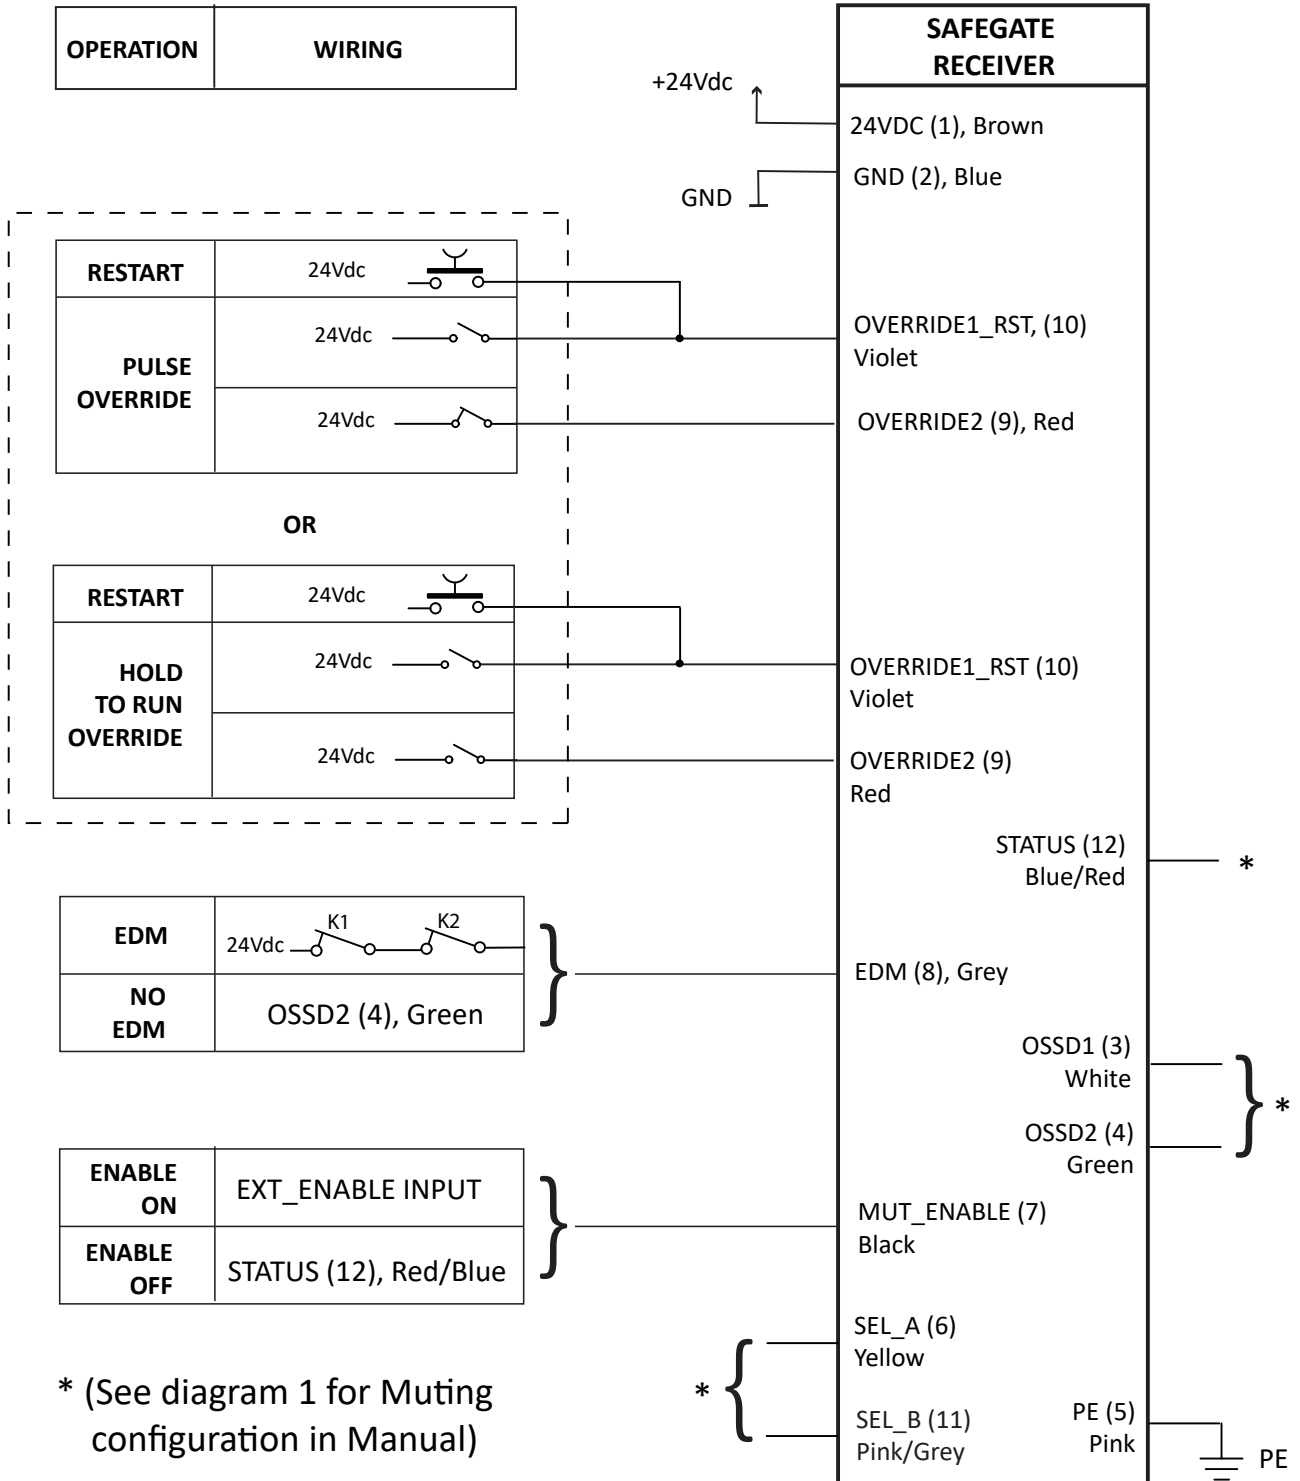 OPERATION WIRING
SAFEGATE
RECEIVER
+24Vdc
24VDC (1), Brown
GND
GND (2), Blue
RESTART 24Vdc
PULSE
OVERRIDE
24Vdc
24Vdc
OVERRIDE1_RST, (10)
Violet
OVERRIDE2 (9), Red
OR
RESTART 24Vdc
HOLD
TO RUN
OVERRIDE
24Vdc
24Vdc
OVERRIDE1_RST (10)
Violet
OVERRIDE2 (9)
Red
STATUS (12)
Blue/Red
*
EDM
24Vdc K1 K2
NO
EDM
OSSD2 (4), Green
EDM (8), Grey
OSSD1 (3)
White
OSSD2 (4)
Green
*
ENABLE
ON
EXT_ENABLE INPUT
ENABLE
OFF
STATUS (12), Red/Blue
MUT_ENABLE (7)
Black
SEL_A (6)
Yellow
*
SEL_B (11)
Pink/Grey
PE (5)
Pink
PE
* (See diagram 1 for Muting
configuration in Manual)